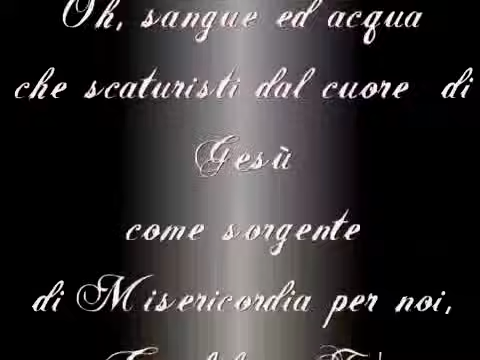 Oh, sangue ed acqua
che scaturisti dal cuore di
Gesù
come sorgente
di Misericordia per noi,